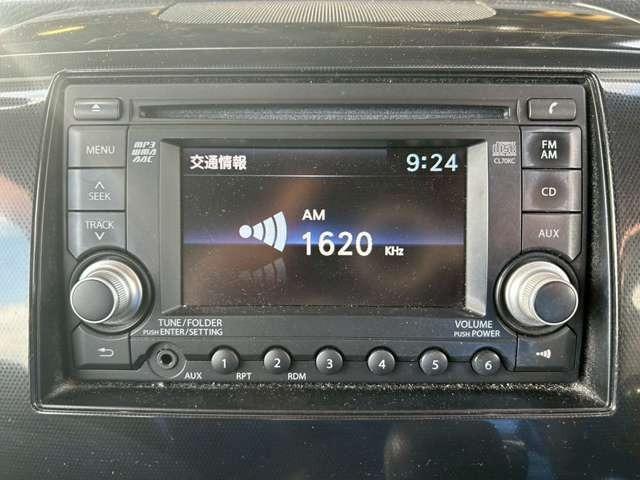 MENU
MP3
WMA
AAC
交通情報
9:24
CL70KC
FM
AM
SEEK
CD
TRACK
AUX
AM
1620 KHz
TUNE/FOLDER
PUSH ENTER/SETTING
VOLUME
PUSH POWER
1 2 3 4 5 6
AUX RPT RDM